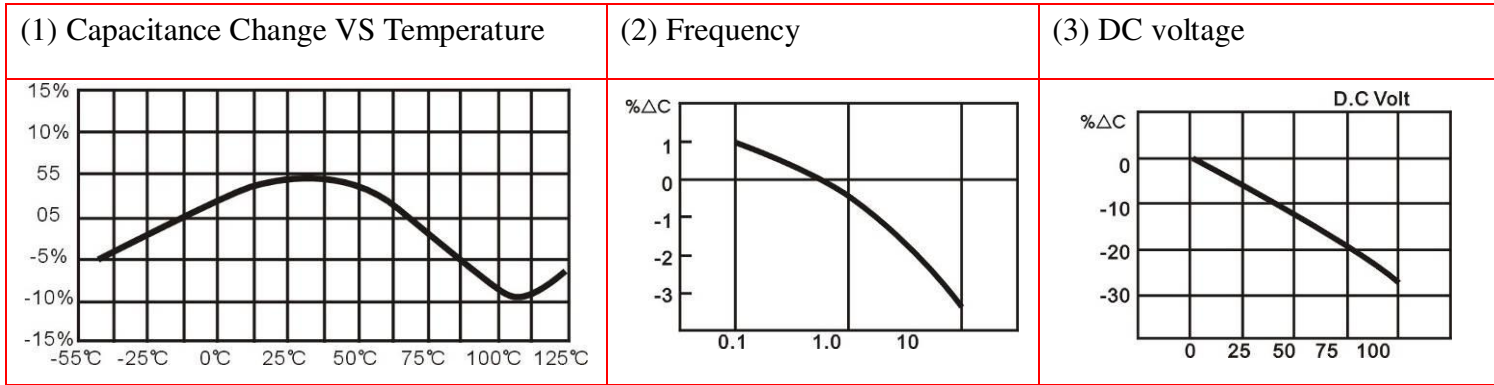 (1) Capacitance Change VS Temperature
(2) Frequency
(3) DC voltage
15%
10%
55
05
-5%
-10%
-15%
-55℃ -25℃ 0℃ 25℃ 50℃ 75℃ 100℃ 125℃
%△C
1
0
-1
-2
-3
0.1 1.0 10
D.C Volt
%△C
0
-10
-20
-30
0 25 50 75 100